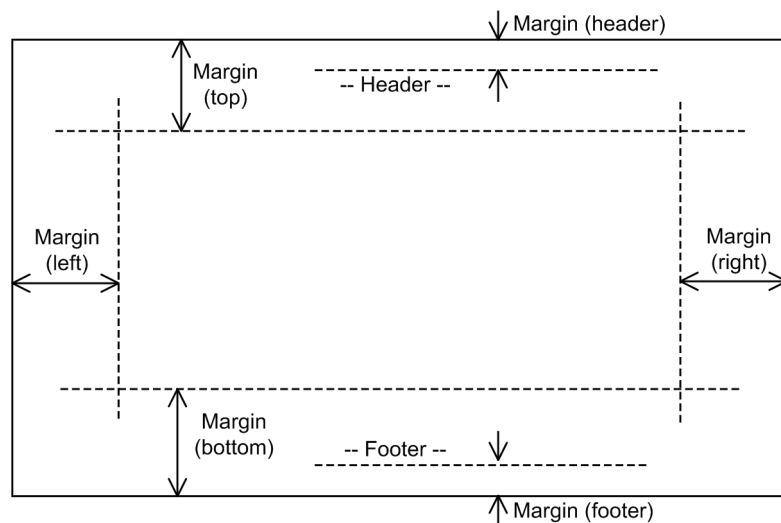 Margin (header)
Margin
(top)
-- Header --
Margin
(left)
Margin
(right)
Margin
(bottom)
-- Footer --
Margin (footer)